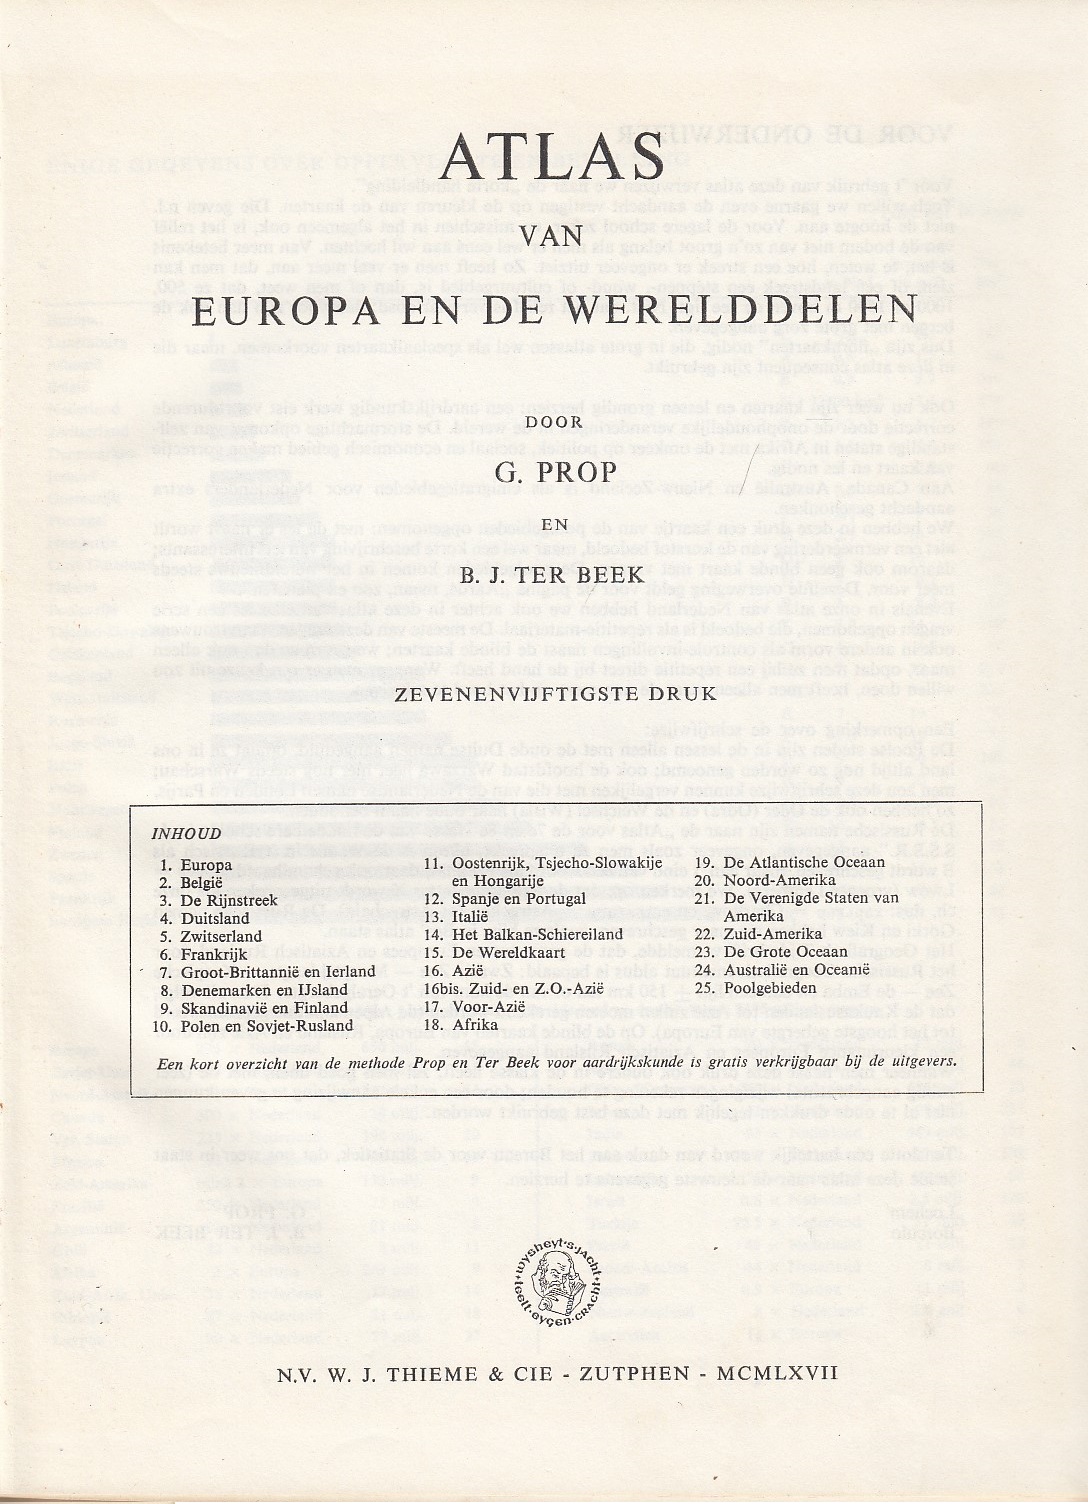 ATLAS
VAN
EUROPA EN DE WERELDDELEN
DOOR
G. PROP
EN
B. J. TER BEEK
ZEVENENVIJFTIGSTE DRUK
INHOUD
1. Europa
2. België
3. De Rijnstreek
4. Duitsland
5. Zwitserland
6. Frankrijk
7. Groot-Brittannië en Ierland
8. Denemarken en IJsland
9. Skandinavië en Finland
10. Polen en Sovjet-Rusland
11. Oostenrijk, Tsjecho-Slowakije
en Hongarije
12. Spanje en Portugal
13. Italië
14. Het Balkan-Schiereiland
15. De Wereldkaart
16. Azië
16bis. Zuid- en Z.O.-Azië
17. Voor-Azië
18. Afrika
19. De Atlantische Oceaan
20. Noord-Amerika
21. De Verenigde Staten van
Amerika
22. Zuid-Amerika
23. De Grote Oceaan
24. Australië en Oceanië
25. Poolgebieden
Een kort overzicht van de methode Prop en Ter Beek voor aardrijkskunde is gratis verkrijgbaar bij de uitgevers.
wysheyt·s·jacht
teelt·eygen·cracht
N.V. W. J. THIEME & CIE - ZUTPHEN - MCMLXVII